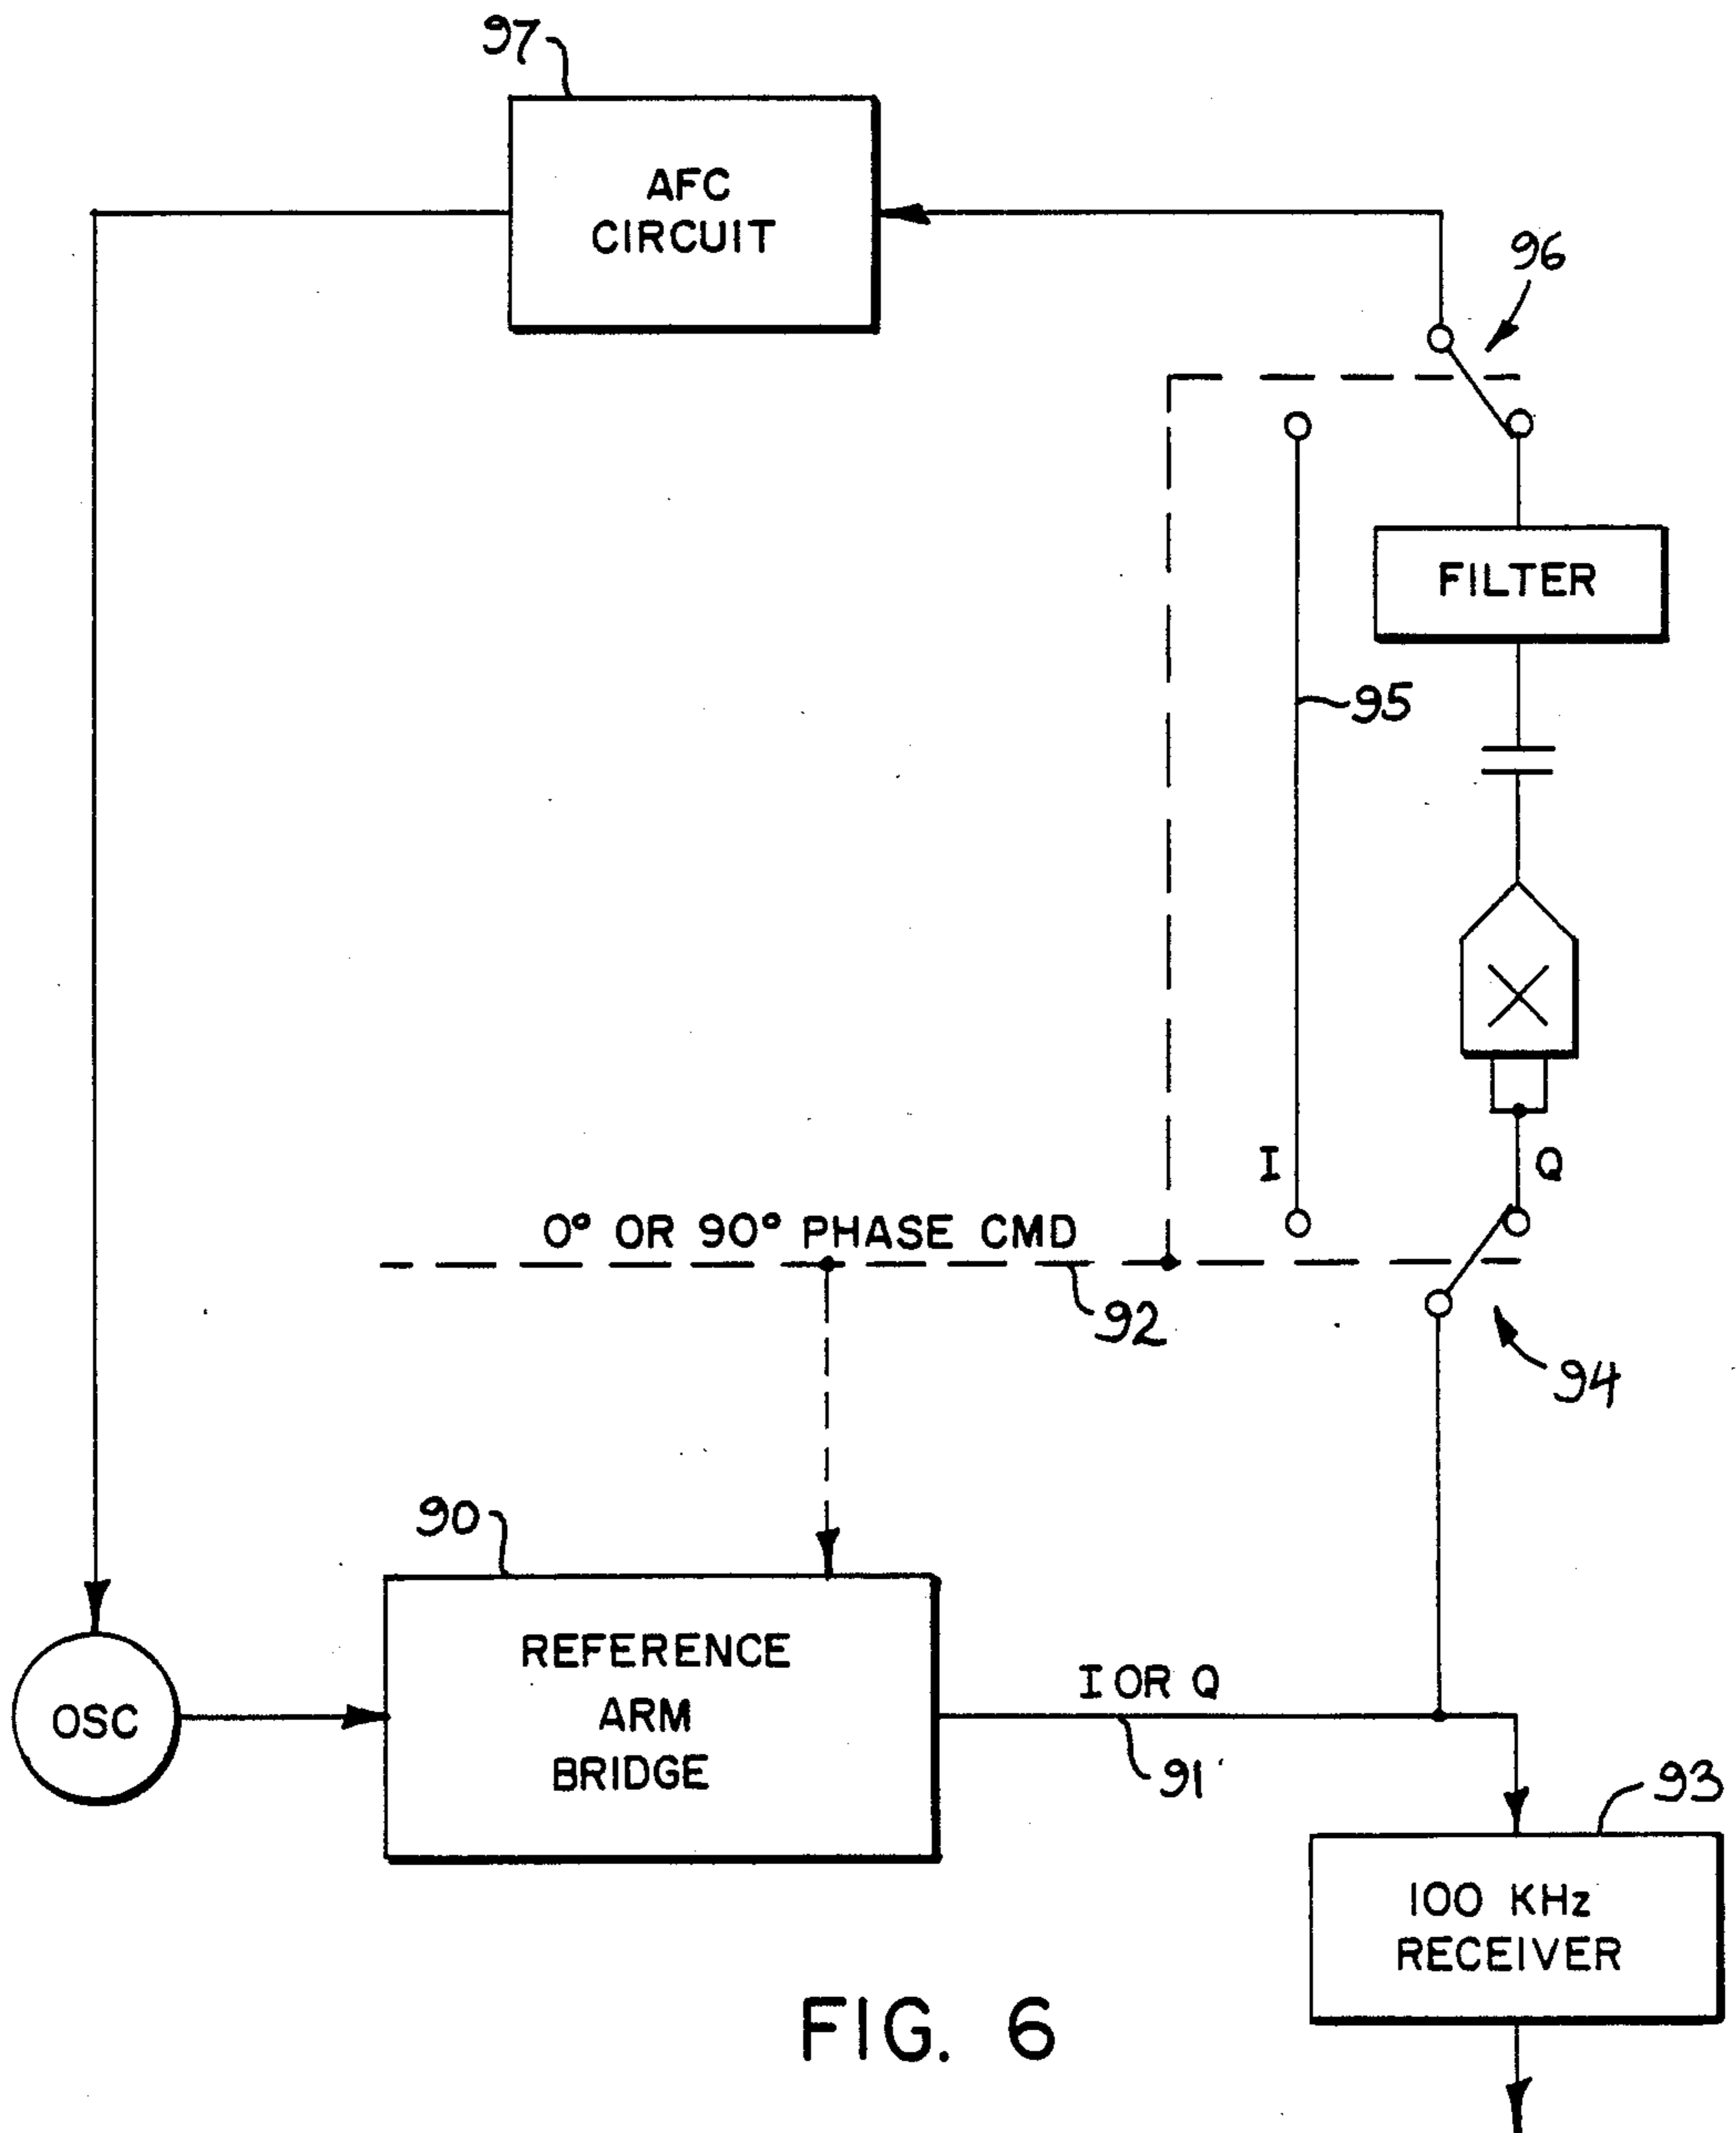 97
AFC
CIRCUIT
96
FILTER
95
I
Q
0° OR 90° PHASE CMD
92
94
90
REFERENCE
ARM
BRIDGE
OSC
I OR Q
91
93
100 KHz
RECEIVER
FIG. 6